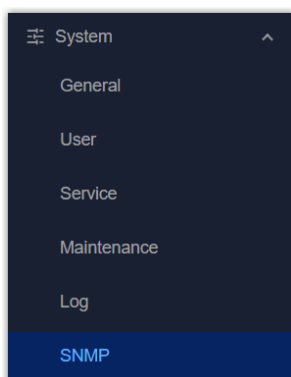 System
General
User
Service
Maintenance
Log
SNMP